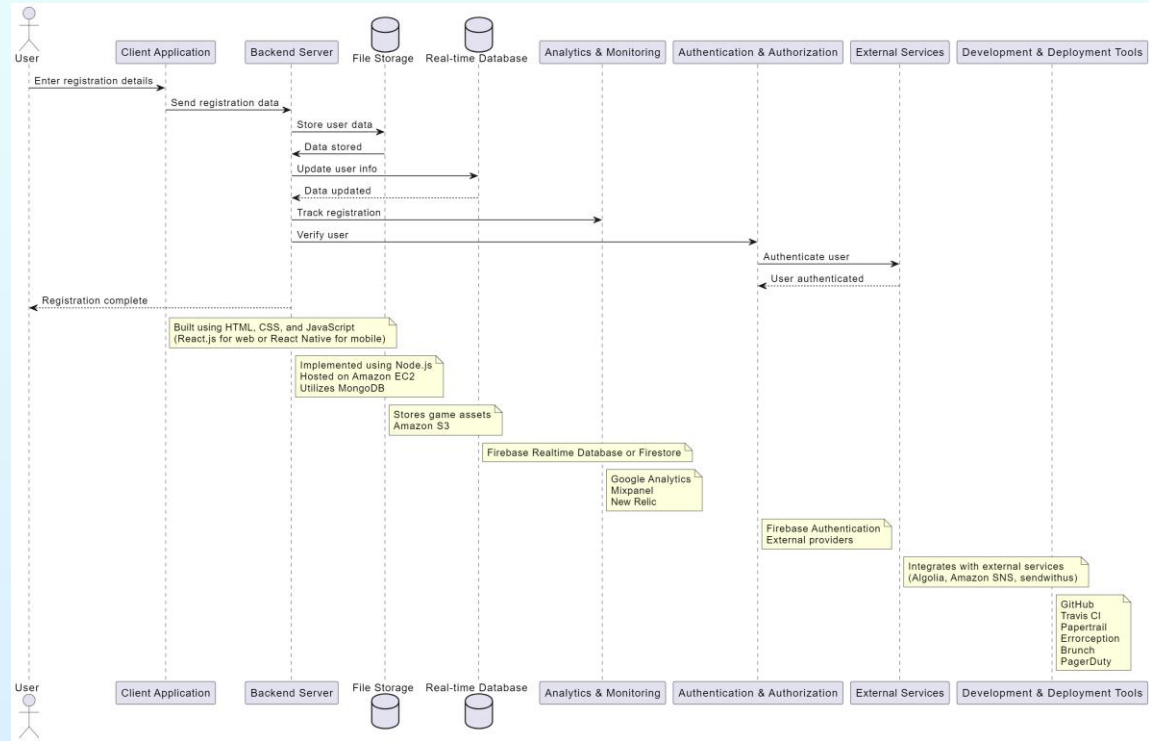 User
Client Application
Backend Server
File Storage
Real-time Database
Analytics & Monitoring
Authentication & Authorization
External Services
Development & Deployment Tools
Enter registration details
Send registration data
Store user data
Data stored
Update user info
Data updated
Track registration
Verify user
Authenticate user
User authenticated
Registration complete
Built using HTML, CSS, and JavaScript
(React.js for web or React Native for mobile)
Implemented using Node.js
Hosted on Amazon EC2
Utilizes MongoDB
Stores game assets
Amazon S3
Firebase Realtime Database or Firestore
Google Analytics
Mixpanel
New Relic
Firebase Authentication
External providers
Integrates with external services
(Algolia, Amazon SNS, sendwithus)
GitHub
Travis CI
Papertrail
Errorception
Brunch
PagerDuty
User
Client Application
Backend Server
File Storage
Real-time Database
Analytics & Monitoring
Authentication & Authorization
External Services
Development & Deployment Tools